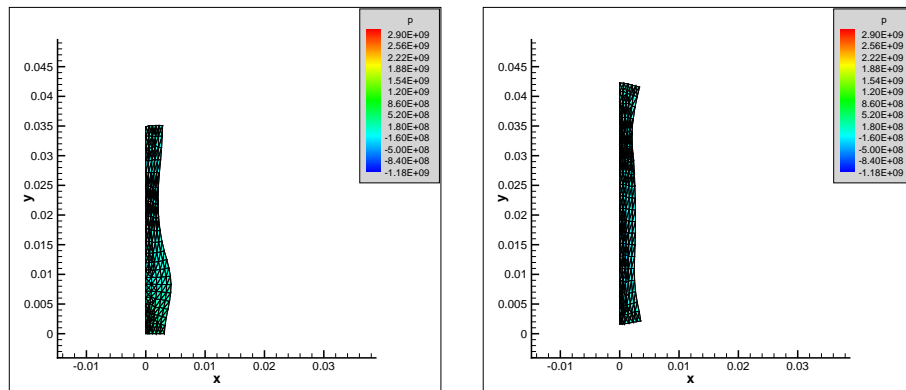 p
2.90E+09
2.56E+09
2.22E+09
1.88E+09
1.54E+09
1.20E+09
8.60E+08
5.20E+08
1.80E+08
-1.60E+08
-5.00E+08
-8.40E+08
-1.18E+09
0.045
0.04
0.035
0.03
0.025
0.02
0.015
0.01
0.005
0
y
-0.01
0
0.01
0.02
0.03
x
p
2.90E+09
2.56E+09
2.22E+09
1.88E+09
1.54E+09
1.20E+09
8.60E+08
5.20E+08
1.80E+08
-1.60E+08
-5.00E+08
-8.40E+08
-1.18E+09
0.045
0.04
0.035
0.03
0.025
0.02
0.015
0.01
0.005
0
y
-0.01
0
0.01
0.02
0.03
x